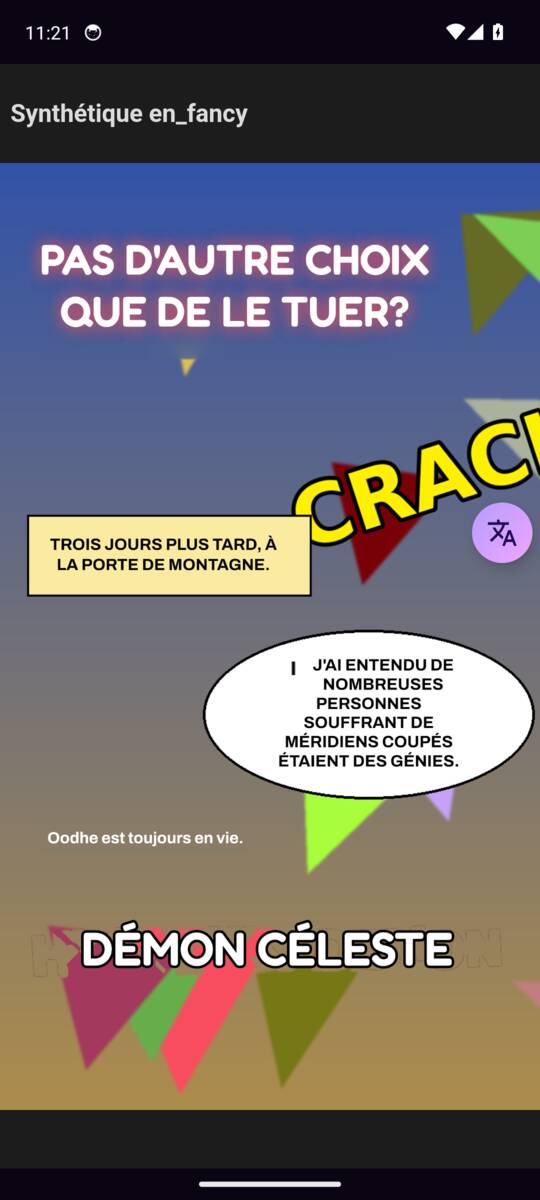 11:21
Synthétique en_fancy
PAS D'AUTRE CHOIX
QUE DE LE TUER?
TROIS JOURS PLUS TARD, À
LA PORTE DE MONTAGNE.
I J'AI ENTENDU DE
NOMBREUSES
PERSONNES
SOUFFRANT DE
MÉRIDIENS COUPÉS
ÉTAIENT DES GÉNIES.
Oodhe est toujours en vie.
DÉMON CÉLESTE